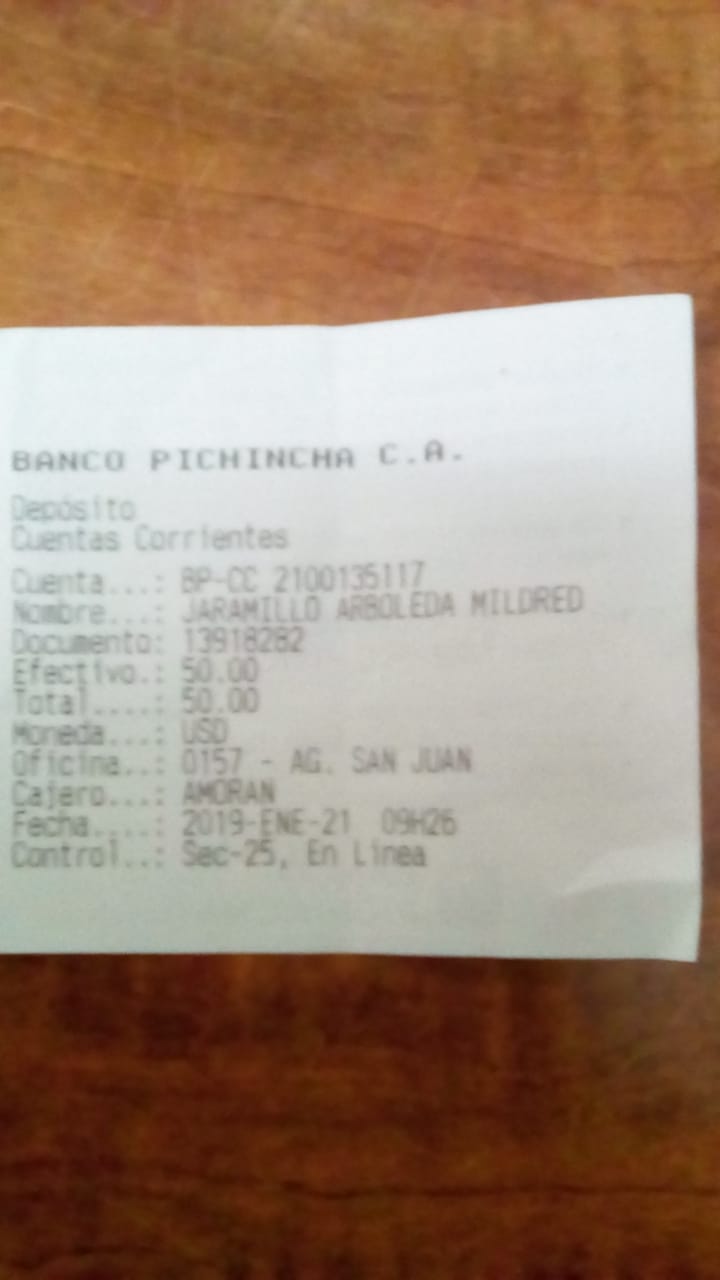 BANCO PICHINCHA C.A.
Depósito
Cuentas Corrientes
Cuenta...: BP-CC 2100135117
Nombre...: JARAMILLO ARBOLEDA MILDRED
Documento: 13918282
Efectivo.: 50.00
Total....: 50.00
Moneda...: USD
Oficina..: 0157 - AG. SAN JUAN
Cajero...: AMORAN
Fecha....: 2019-ENE-21 09H26
Control..: Sec-25, En Linea